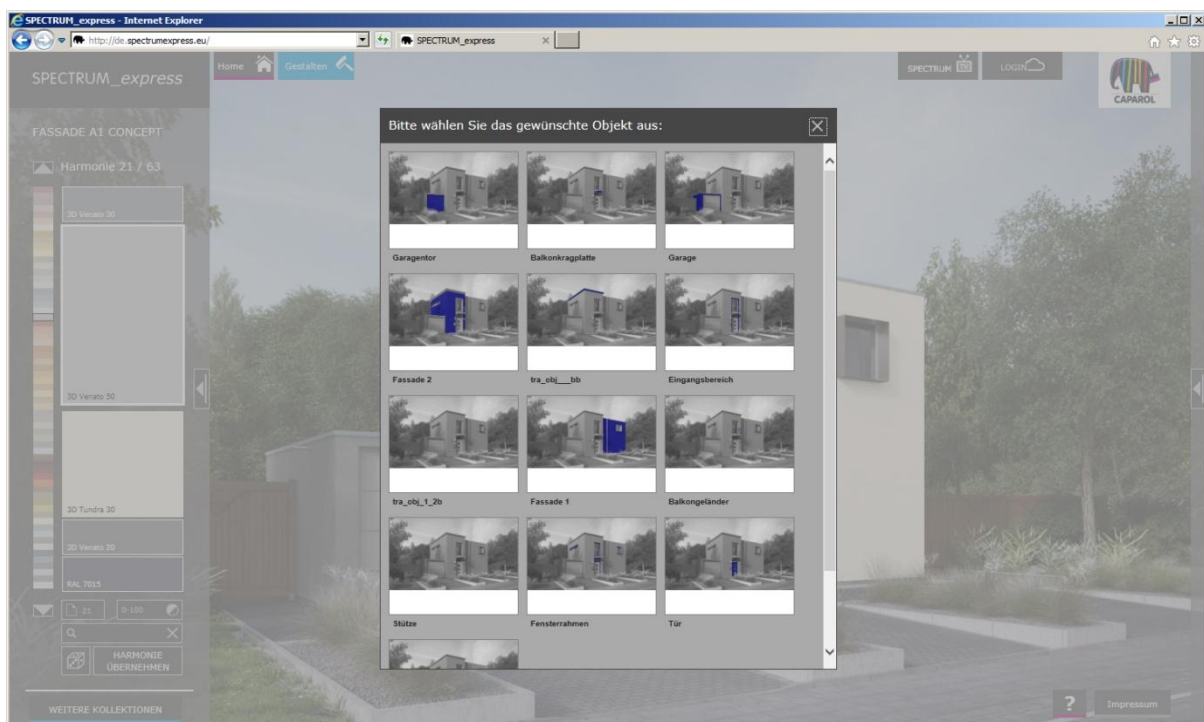 SPECTRUM_express - Internet Explorer
http://de.spectrumexpress.eu/
SPECTRUM_express
SPECTRUM_express
Home
Gestalten
SPECTRUM
LOGIN
CAPAROL
FASSADE A1 CONCEPT
Harmonie 21 / 63
3D Venato 30
3D Venato 50
3D Tundra 30
3D Venato 20
RAL 7015
21
0-100
HARMONIE
ÜBERNEHMEN
WEITERE KOLLEKTIONEN
Bitte wählen Sie das gewünschte Objekt aus:
Garagentor
Balkonkragplatte
Garage
Fassade 2
tra_obj___bb
Eingangsbereich
tra_obj_1_2b
Fassade 1
Balkongeländer
Stütze
Fensterrahmen
Tür
?
Impressum